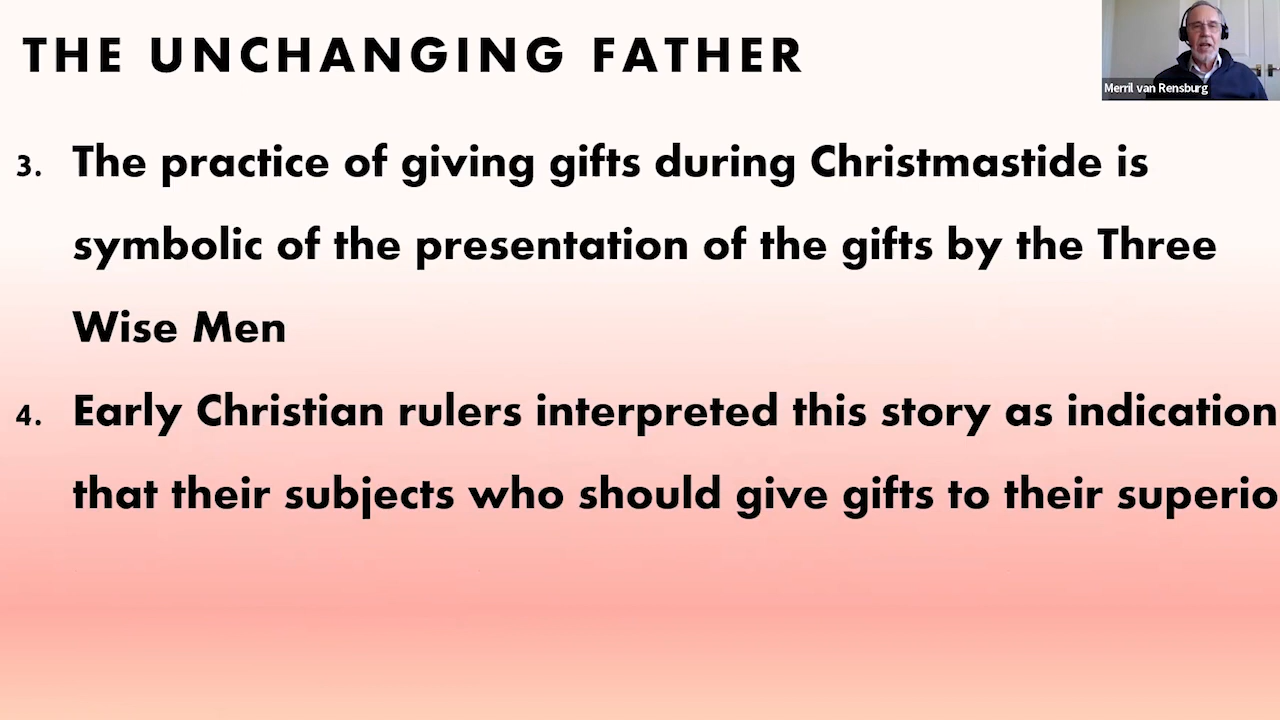 THE UNCHANGING FATHER
Merril van Rensburg
3. The practice of giving gifts during Christmastide is
symbolic of the presentation of the gifts by the Three
Wise Men
4. Early Christian rulers interpreted this story as indication
that their subjects who should give gifts to their superio